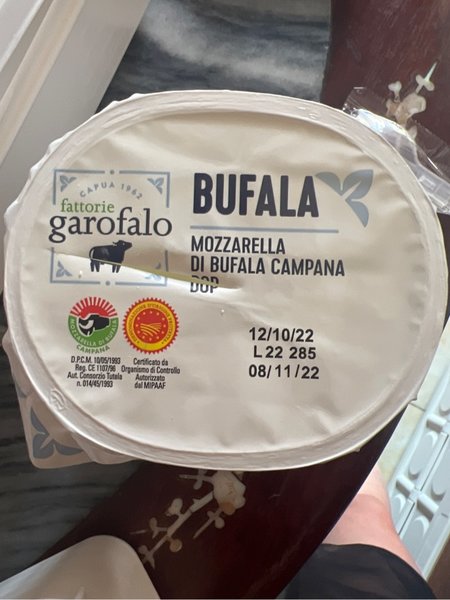 CAPUA 1962
fattorie
garofalo
BUFALA
MOZZARELLA
DI BUFALA CAMPANA
DOP
MOZZARELLA DI BUFALA
CAMPANA
D.P.C.M. 10/05/1993
Reg. CE 1107/96
Aut. Consorzio Tutela
n. 014/45/1993
Certificato da
Organismo di Controllo
Autorizzato
dal MIPAAF
12/10/22
L 22 285
08/11/22